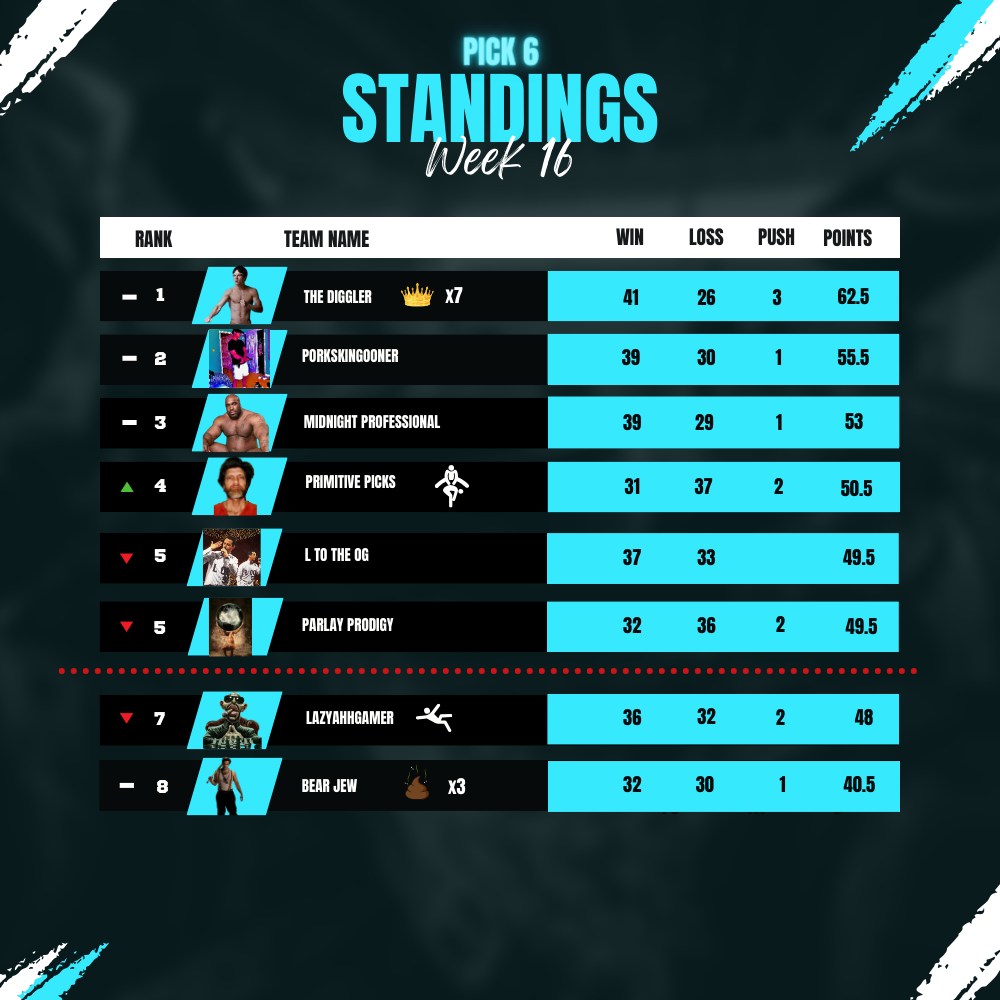 PICK 6
STANDINGS
Week 16
RANK TEAM NAME WIN LOSS PUSH POINTS
1 THE DIGGLER X7 41 26 3 62.5
2 PORKSKINGOONER 39 30 1 55.5
3 MIDNIGHT PROFESSIONAL 39 29 1 53
4 PRIMITIVE PICKS 31 37 2 50.5
5 L TO THE OG 37 33 49.5
5 PARLAY PRODIGY 32 36 2 49.5
7 LAZYAHHGAMER 36 32 2 48
8 BEAR JEW X3 32 30 1 40.5